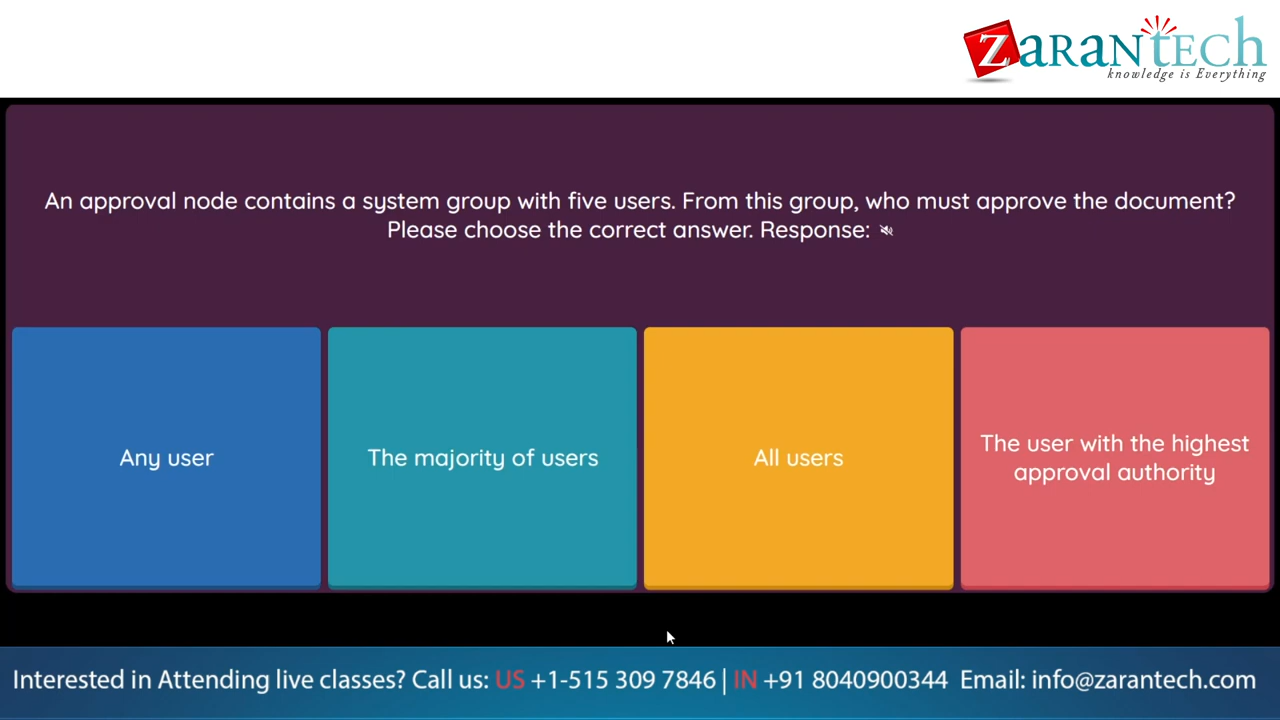 ZARANTECH
knowledge is Everything
An approval node contains a system group with five users. From this group, who must approve the document?
Please choose the correct answer. Response:
Any user
The majority of users
All users
The user with the highest
approval authority
Interested in Attending live classes? Call us: US +1-515 309 7846 | IN +91 8040900344 Email: info@zarantech.com